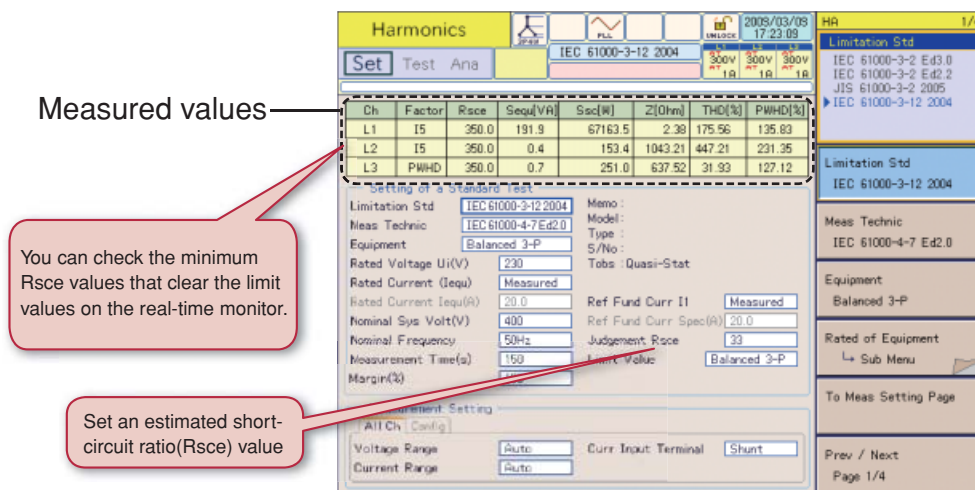 Harmonics
3P4W
PLL
UNLOCK
2009/03/09
17:23:09
HA 1/4
Set Test Ana
IEC 61000-3-12 2004
L1 L2 L3
300V 300V 300V
1A 1A 1A
Limitation Std
IEC 61000-3-2 Ed3.0
IEC 61000-3-2 Ed2.2
JIS 61000-3-2 2005
IEC 61000-3-12 2004
Measured values
Ch Factor Rsce Sequ[VA] Ssc[W] Z[Ohm] THD[%] PWHD[%]
L1 I5 350.0 191.9 67163.5 2.38 175.56 135.83
L2 I5 350.0 0.4 153.4 1043.21 447.21 231.35
L3 PWHD 350.0 0.7 251.0 637.52 31.93 127.12
Setting of a Standard Test
Limitation Std IEC 61000-3-12 2004
Meas Technic IEC 61000-4-7 Ed2.0
Equipment Balanced 3-P
Rated Voltage Ui(V) 230
Rated Current (Iequ) Measured
Rated Current Iequ(A) 20.0
Nominal Sys Volt(V) 400
Nominal Frequency 50Hz
Measurement Time(s) 150
Margin(%)
Memo :
Model :
Type :
S/No :
Tobs : Quasi-Stat
Ref Fund Curr I1 Measured
Ref Fund Curr Spec(A) 20.0
Judgement Rsce 33
Limit Value Balanced 3-P
You can check the minimum
Rsce values that clear the limit
values on the real-time monitor.
Set an estimated short-
circuit ratio(Rsce) value
Setting
All Ch Config
Voltage Range Auto
Current Range Auto
Curr Input Terminal Shunt
Limitation Std
IEC 61000-3-12 2004
Meas Technic
IEC 61000-4-7 Ed2.0
Equipment
Balanced 3-P
Rated of Equipment
Sub Menu
To Meas Setting Page
Prev / Next
Page 1/4